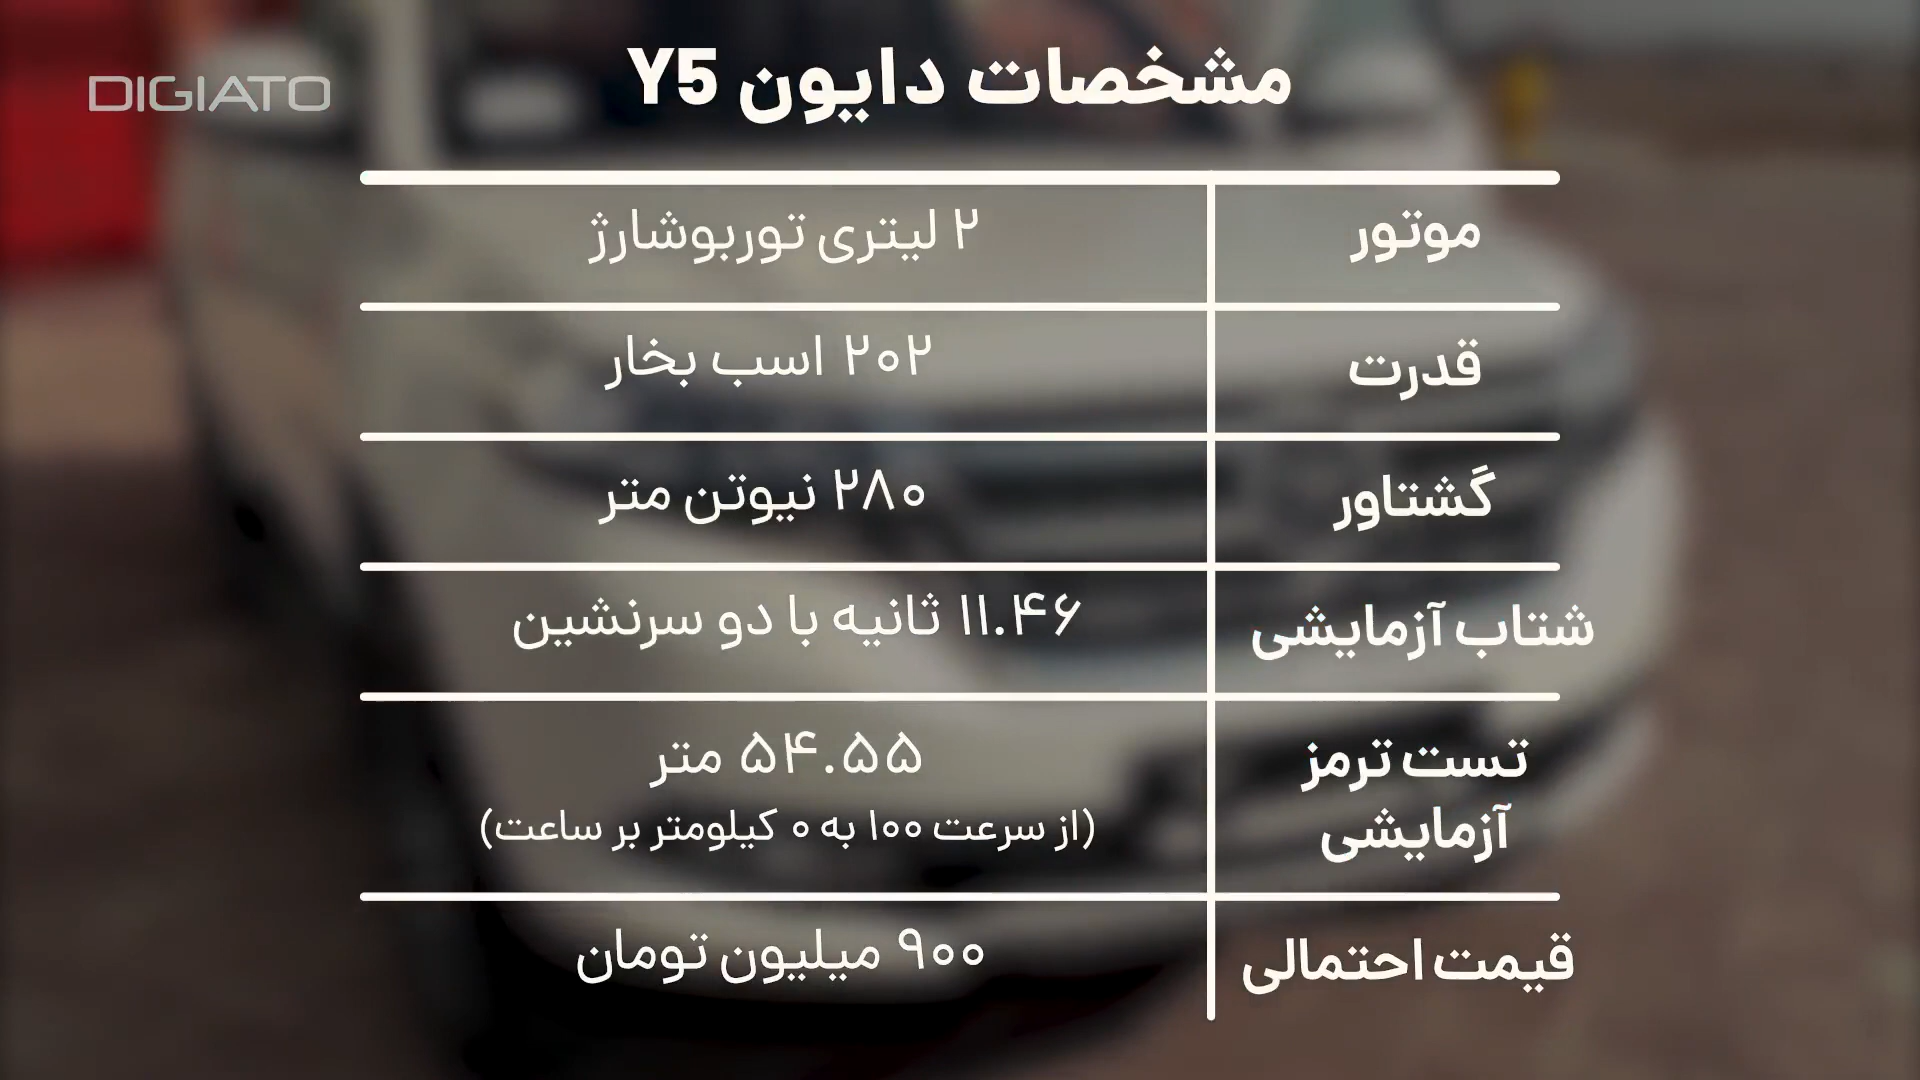 DIGIATO
مشخصات دایون Y5
موتور
۲ لیتری توربوشارژ
قدرت
۲۰۲ اسب بخار
گشتاور
۲۸۰ نیوتن متر
شتاب آزمایشی
۱۱.۴۶ ثانیه با دو سرنشین
تست ترمز
آزمایشی
۵۴.۵۵ متر
(از سرعت ۱۰۰ به ۰ کیلومتر بر ساعت)
قیمت احتمالی
۹۰۰ میلیون تومان